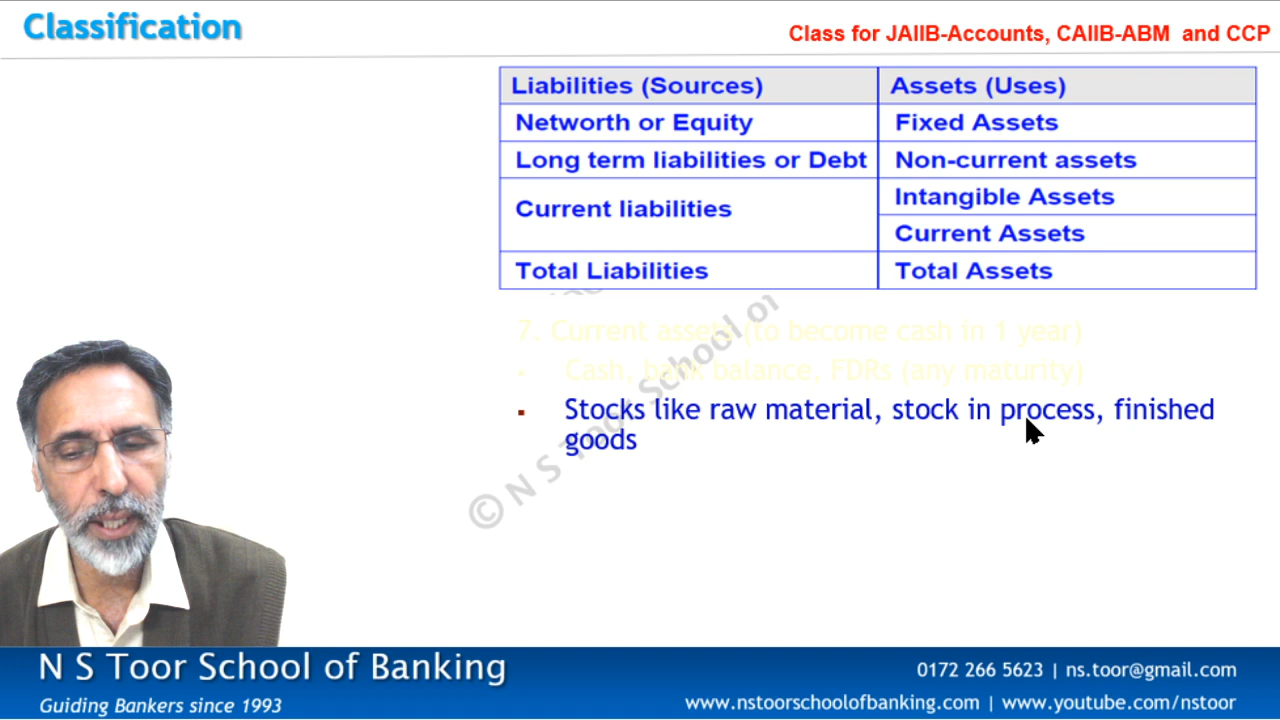 Classification
Class for JAIIB-Accounts, CAIIB-ABM and CCP
Liabilities (Sources) Assets (Uses)
Networth or Equity Fixed Assets
Long term liabilities or Debt Non-current assets
Current liabilities Intangible Assets
Current Assets
Total Liabilities Total Assets
7. Current assets (to become cash in 1 year)
▪ Cash, bank balance, FDRs (any maturity)
▪ Stocks like raw material, stock in process, finished
goods
© N S Toor School of
N S Toor School of Banking
Guiding Bankers since 1993
0172 266 5623 | ns.toor@gmail.com
www.nstoorschoolofbanking.com | www.youtube.com/nstoor